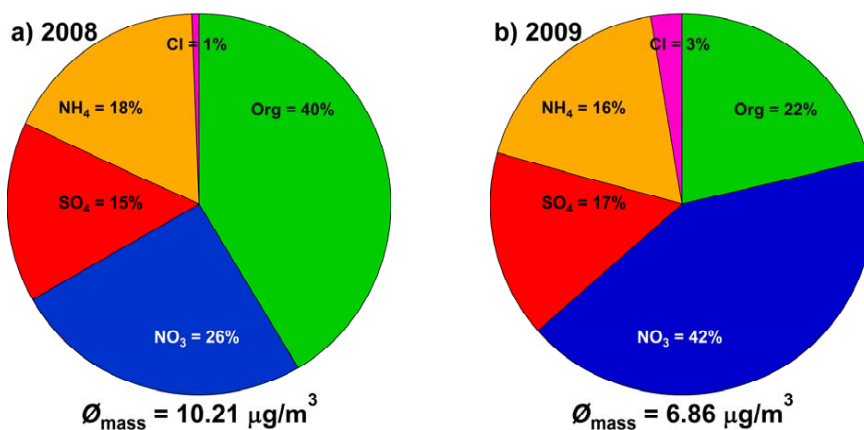 a) 2008
Cl = 1%
NH₄ = 18%
Org = 40%
SO₄ = 15%
NO₃ = 26%
Ømass = 10.21 μg/m³
b) 2009
Cl = 3%
NH₄ = 16%
Org = 22%
SO₄ = 17%
NO₃ = 42%
Ømass = 6.86 μg/m³